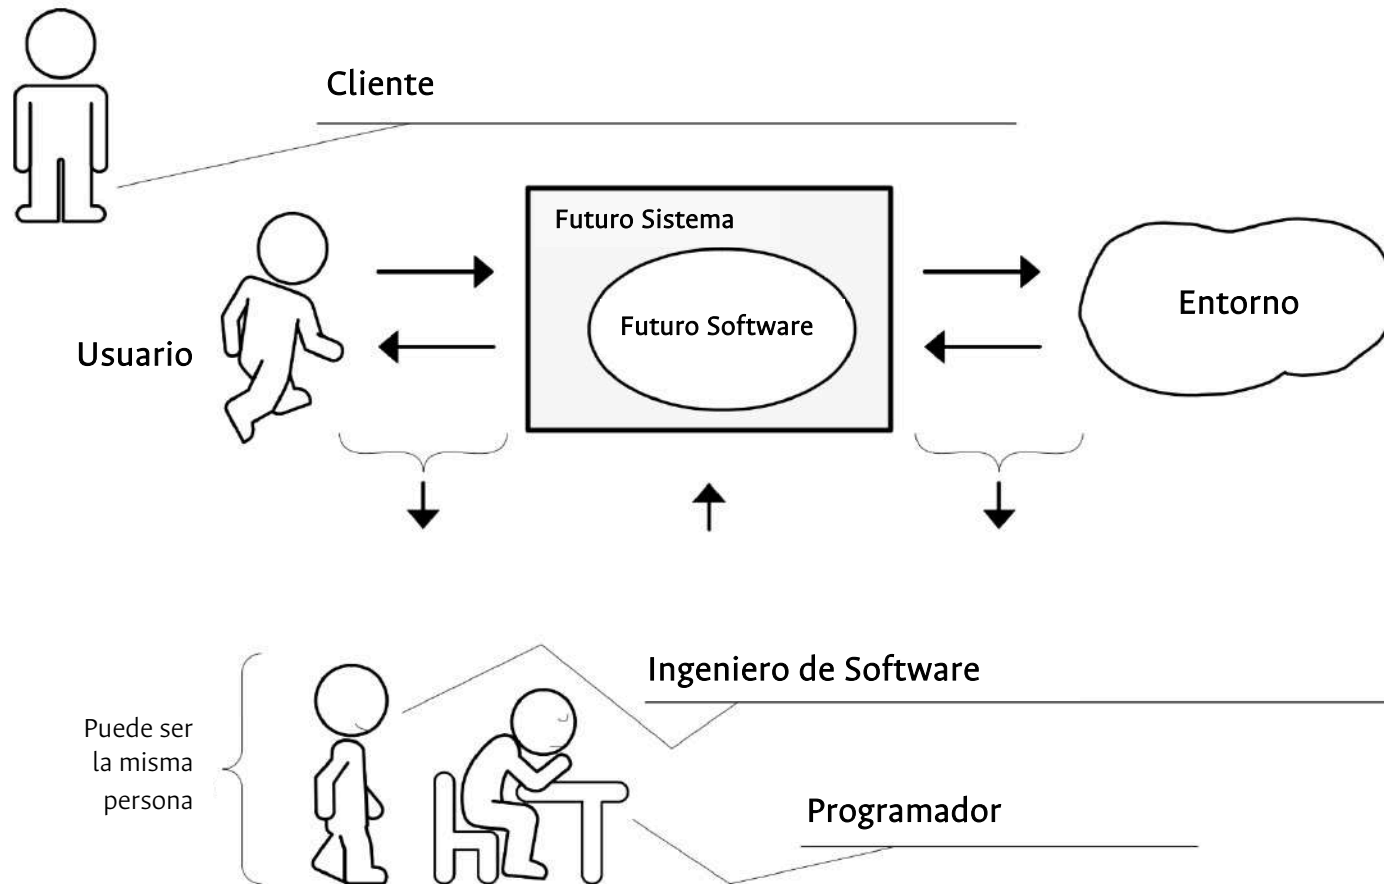 Cliente
Futuro Sistema
Futuro Software
Entorno
Usuario
Ingeniero de Software
Puede ser
la misma
persona
Programador